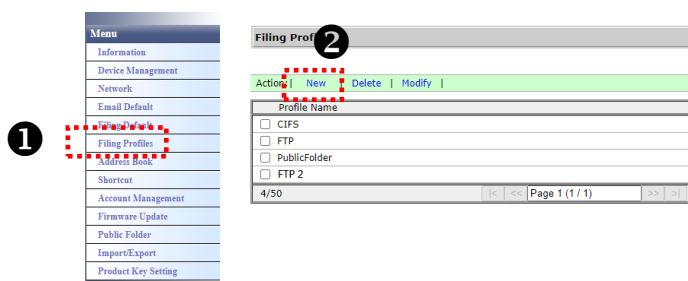 Menu
Information
Device Management
Network
Email Default
Filing Default
Filing Profiles
Address Book
Shortcut
Account Management
Firmware Update
Public Folder
Import/Export
Product Key Setting
1
2
Filing
Action: | New | Delete | Modify |
Profile Name
CIFS
FTP
PublicFolder
FTP 2
4/50 |< << Page 1 (1 / 1) >> >|